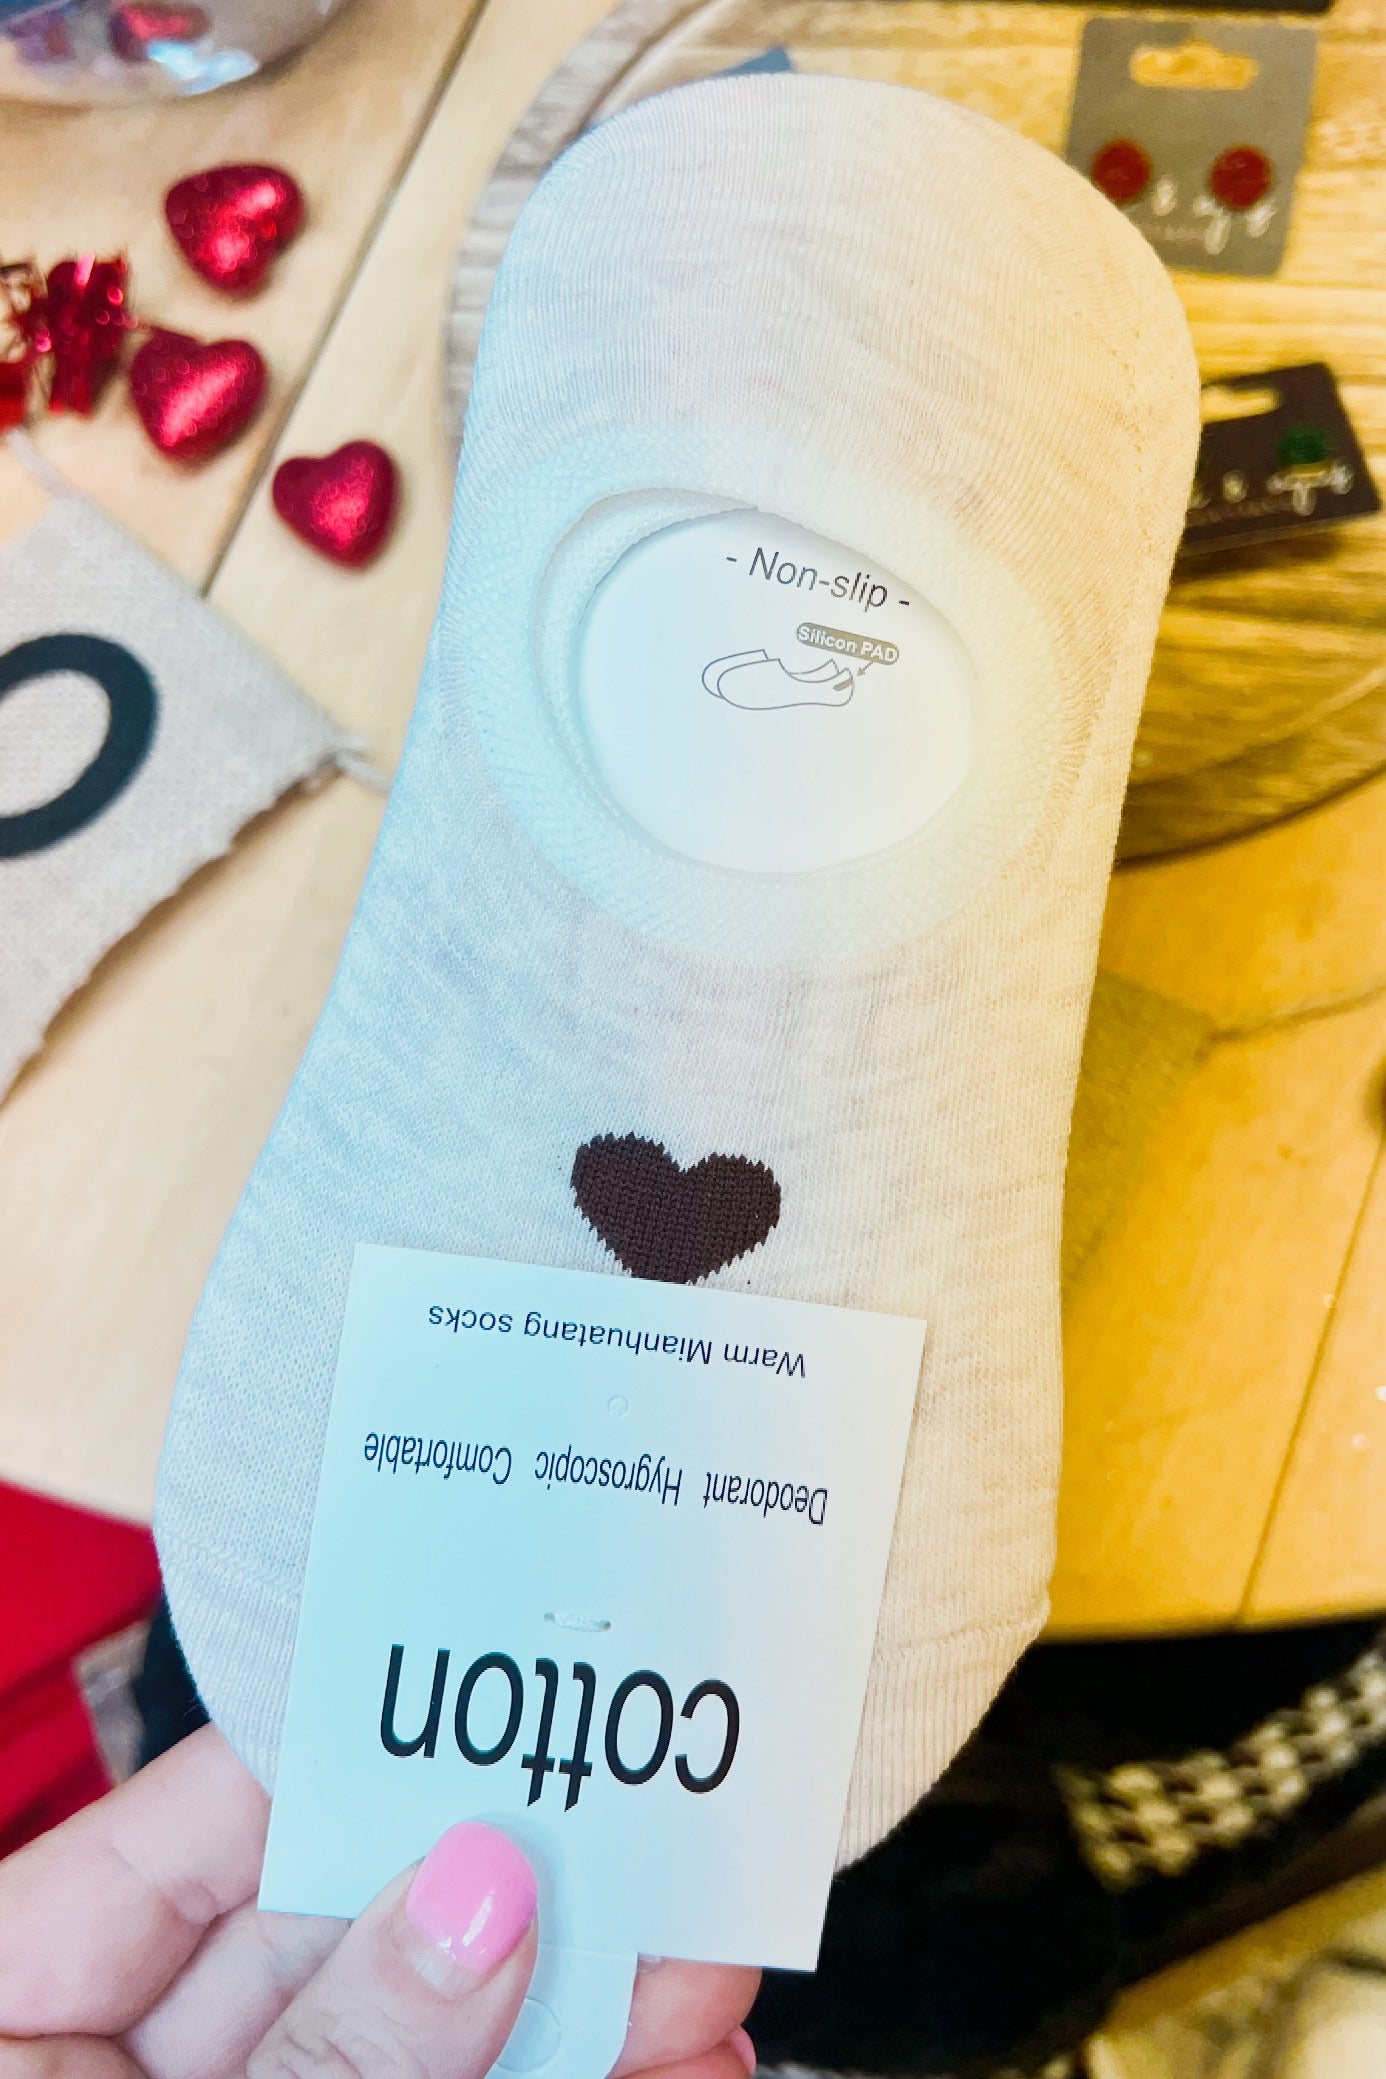 - Non-slip -
Silicon PAD
cotton
Deodorant Hygroscopic Comfortable
Warm Mianhuatang socks
O